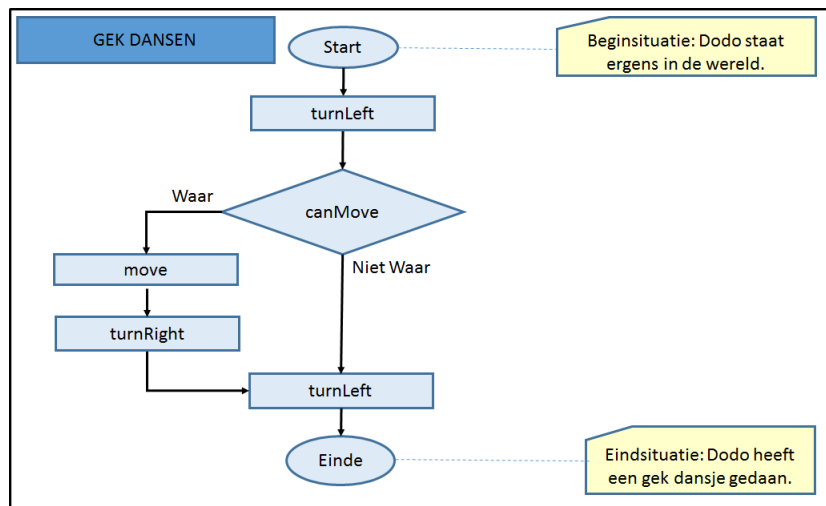 GEK DANSEN
Start
Beginsituatie: Dodo staat
ergens in de wereld.
turnLeft
Waar
canMove
Niet Waar
move
turnRight
turnLeft
Einde
Eindsituatie: Dodo heeft
een gek dansje gedaan.